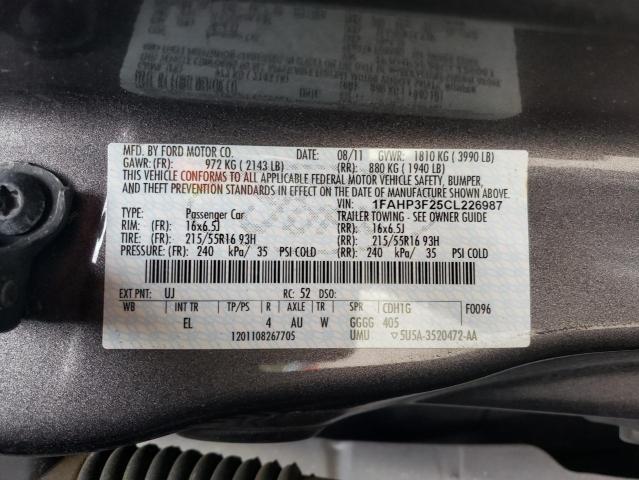 MFD. BY FORD MOTOR CO. DATE: 08/11 GVWR: 1810 KG ( 3990 LB)
GAWR: (FR): 972 KG ( 2143 LB) (RR): 880 KG ( 1940 LB)
THIS VEHICLE CONFORMS TO ALL APPLICABLE FEDERAL MOTOR VEHICLE SAFETY, BUMPER,
AND THEFT PREVENTION STANDARDS IN EFFECT ON THE DATE OF MANUFACTURE SHOWN ABOVE.
VIN: 1FAHP3F25CL226987
TYPE: Passenger Car TRAILER TOWING - SEE OWNER GUIDE
RIM: (FR): 16x6.5J (RR): 16x6.5J
TIRE: (FR): 215/55R16 93H (RR): 215/55R16 93H
PRESSURE: (FR): 240 kPa/ 35 PSI COLD (RR): 240 kPa/ 35 PSI COLD
EXT PNT: UJ RC: 52 DSO:
WB INT TR TP/PS R AXLE TR SPR CDH1G F0096
EL 4 AU W GGGG 405
1201108267705 UMU 5U5A-3520472-AA